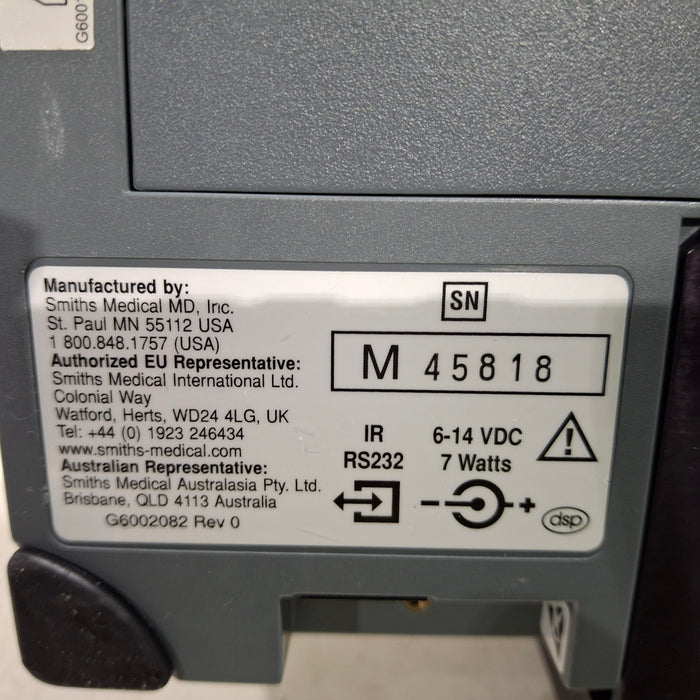 G6001
Manufactured by:
Smiths Medical MD, Inc.
St. Paul MN 55112 USA
1 800.848.1757 (USA)
Authorized EU Representative:
Smiths Medical International Ltd.
Colonial Way
Watford, Herts, WD24 4LG, UK
Tel: +44 (0) 1923 246434
www.smiths-medical.com
Australian Representative:
Smiths Medical Australasia Pty. Ltd.
Brisbane, QLD 4113 Australia
G6002082 Rev 0
SN
M 45818
IR
RS232
6-14 VDC
7 Watts
dsp